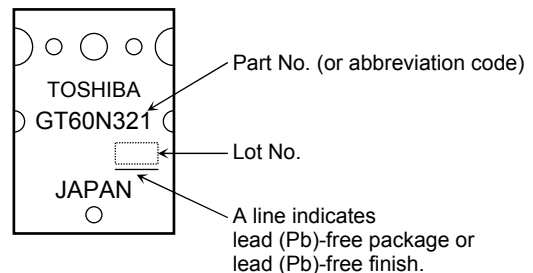 Part No. (or abbreviation code)
TOSHIBA
GT60N321
Lot No.
JAPAN
A line indicates
lead (Pb)-free package or
lead (Pb)-free finish.